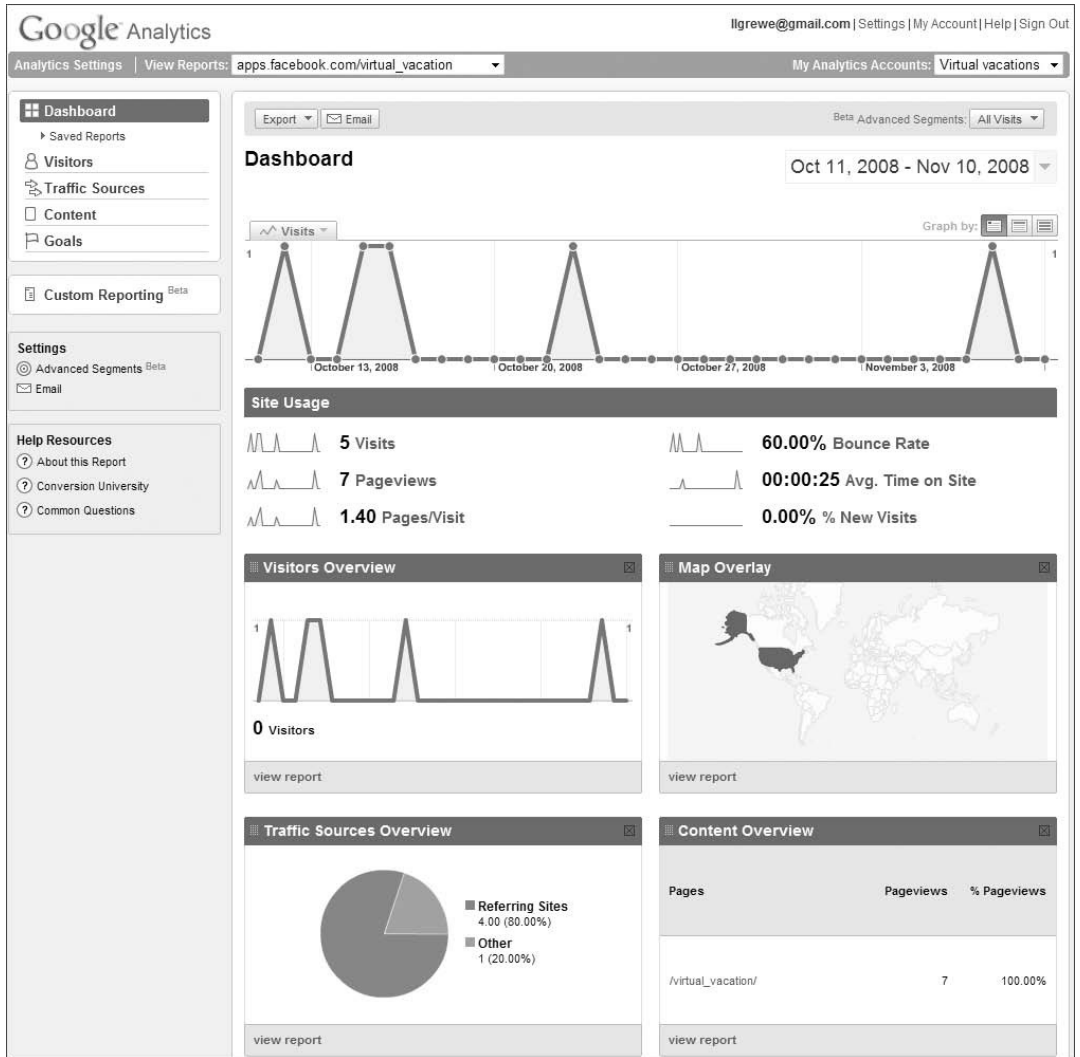 Google Analytics
llgrewe@gmail.com | Settings | My Account | Help | Sign Out
Analytics Settings | View Reports: apps.facebook.com/virtual_vacation
My Analytics Accounts: Virtual vacations
Dashboard
Saved Reports
Visitors
Traffic Sources
Content
Goals
Custom Reporting Beta
Settings
Advanced Segments Beta
Email
Help Resources
About this Report
Conversion University
Common Questions
Export
Email
Beta Advanced Segments: All Visits
Dashboard
Oct 11, 2008 - Nov 10, 2008
Visits
Graph by:
1
1
October 13, 2008
October 20, 2008
October 27, 2008
November 3, 2008
Site Usage
5 Visits
60.00% Bounce Rate
7 Pageviews
00:00:25 Avg. Time on Site
1.40 Pages/Visit
0.00% % New Visits
Visitors Overview
1
1
0 Visitors
view report
Map Overlay
view report
Traffic Sources Overview
Referring Sites
4.00 (80.00%)
Other
1 (20.00%)
view report
Content Overview
Pages Pageviews % Pageviews
/virtual_vacation/ 7 100.00%
view report